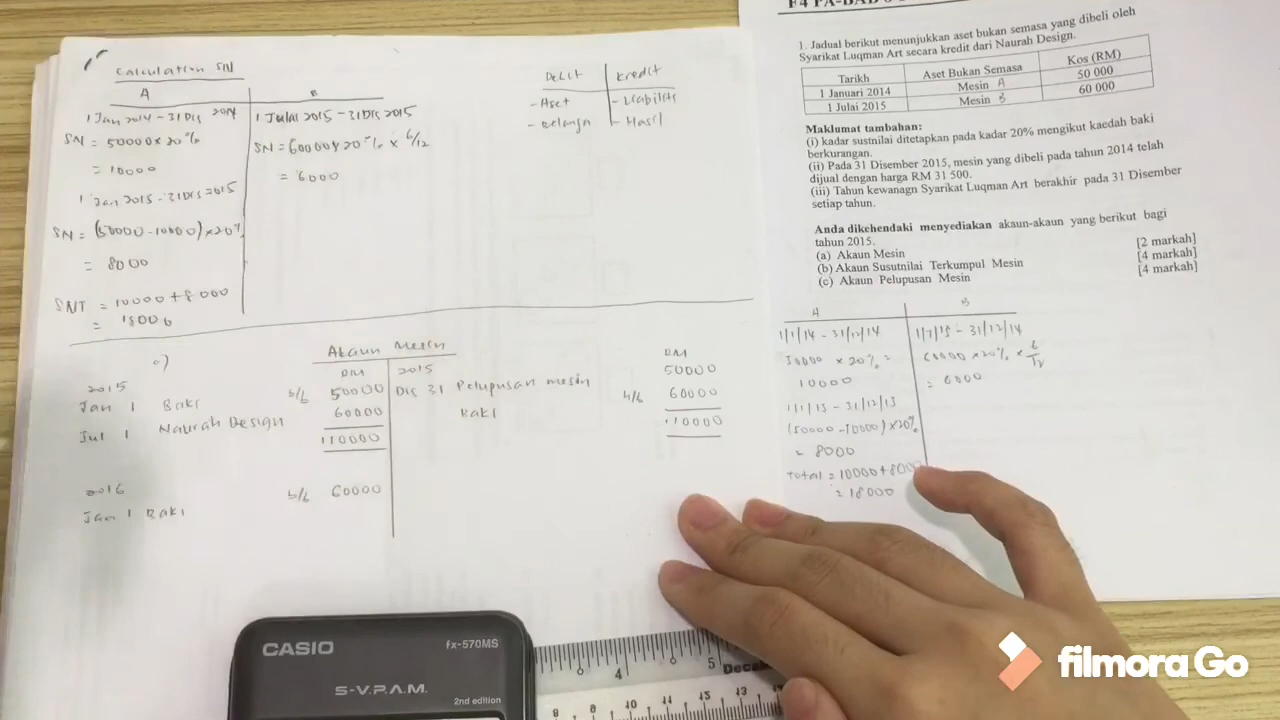 Calculation SN
A
B
1 Jan 2014 - 31 Dis 2014
SN = 50000 x 20%
= 10000
1 Jan 2015 - 31 Dis 2015
SN = (50000 - 10000) x 20%
= 8000
SNT = 10000 + 8000
= 18000
1 Julai 2015 - 31 Dis 2015
SN = 60000 x 20% x 6/12
= 6000
Debit
Kredit
- Aset
- Liabiliti
- Belanja
- Hasil
a)
Akaun Mesin
RM
RM
2015
2015
Jan 1 Baki b/b 50000
Dis 31 Pelupusan mesin 50000
Jul 1 Naurah Design 60000
Baki h/b 60000
110000
110000
2016
Jan 1 Baki b/b 60000
1. Jadual berikut menunjukkan aset bukan semasa yang dibeli oleh
Syarikat Luqman Art secara kredit dari Naurah Design.
Tarikh Aset Bukan Semasa Kos (RM)
1 Januari 2014 Mesin A 50 000
1 Julai 2015 Mesin B 60 000
Maklumat tambahan:
(i) kadar sustnilai ditetapkan pada kadar 20% mengikut kaedah baki
berkurangan.
(ii) Pada 31 Disember 2015, mesin yang dibeli pada tahun 2014 telah
dijual dengan harga RM 31 500.
(iii) Tahun kewanagn Syarikat Luqman Art berakhir pada 31 Disember
setiap tahun.
Anda dikehendaki menyediakan akaun-akaun yang berikut bagi
tahun 2015.
(a) Akaun Mesin [2 markah]
(b) Akaun Susutnilai Terkumpul Mesin [4 markah]
(c) Akaun Pelupusan Mesin [4 markah]
A
B
1/1/14 - 31/12/14
50000 x 20% =
10000
1/1/15 - 31/12/15
(50000 - 10000) x 20%
= 8000
Total = 10000 + 8000
= 18000
1/7/15 - 31/12/14
60000 x 20% x 6/12
= 6000
CASIO
fx-570MS
S-V.P.A.M.
2nd edition
4
5
8 9 10 11 12 13
filmora Go